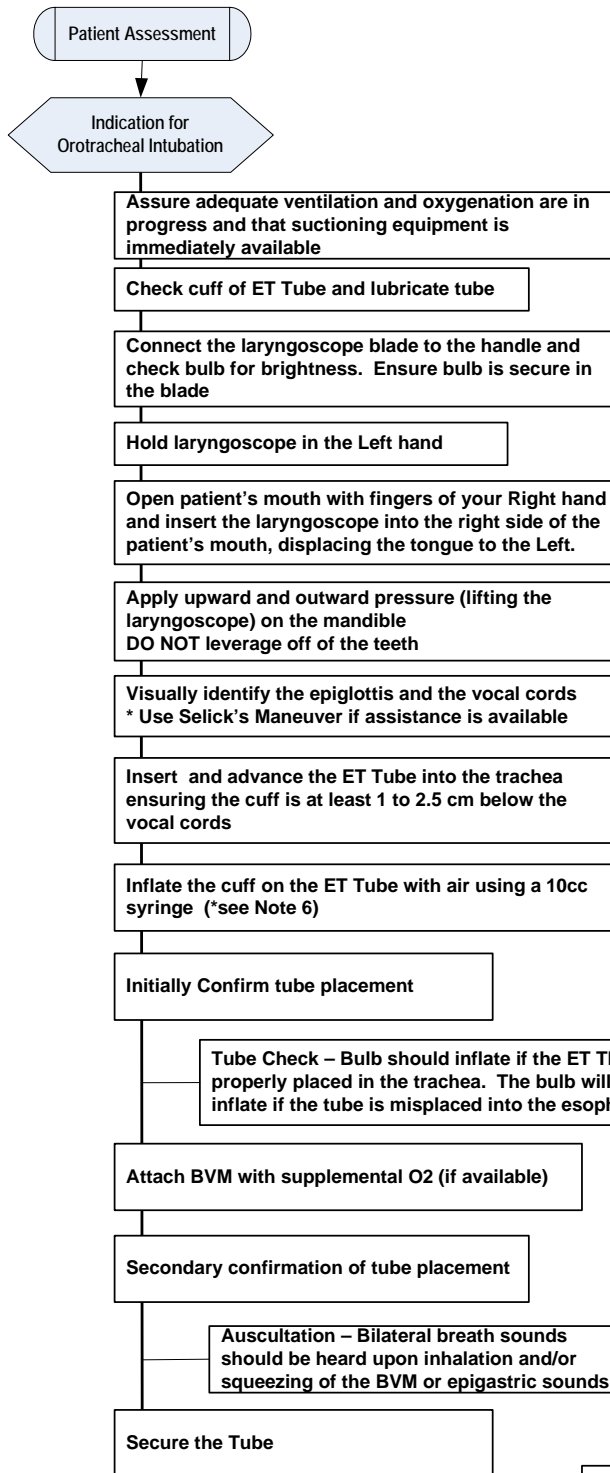 Patient Assessment
Indication for
Orotracheal Intubation
Assure adequate ventilation and oxygenation are in
progress and that suctioning equipment is
immediately available
Check cuff of ET Tube and lubricate tube
Connect the laryngoscope blade to the handle and
check bulb for brightness.  Ensure bulb is secure in
the blade
Hold laryngoscope in the Left hand
Open patient's mouth with fingers of your Right hand
and insert the laryngoscope into the right side of the
patient's mouth, displacing the tongue to the Left.
Apply upward and outward pressure (lifting the
laryngoscope) on the mandible
DO NOT leverage off of the teeth
Visually identify the epiglottis and the vocal cords
* Use Selick's Maneuver if assistance is available
Insert  and advance the ET Tube into the trachea
ensuring the cuff is at least 1 to 2.5 cm below the
vocal cords
Inflate the cuff on the ET Tube with air using a 10cc
syringe  (*see Note 6)
Initially Confirm tube placement
Tube Check – Bulb should inflate if the ET
properly placed in the trachea.  The bulb will
inflate if the tube is misplaced into the
Attach BVM with supplemental O2 (if available)
Secondary confirmation of tube placement
Auscultation – Bilateral breath sounds
should be heard upon inhalation and/or
squeezing of the BVM or epigastric sounds
Secure the Tube